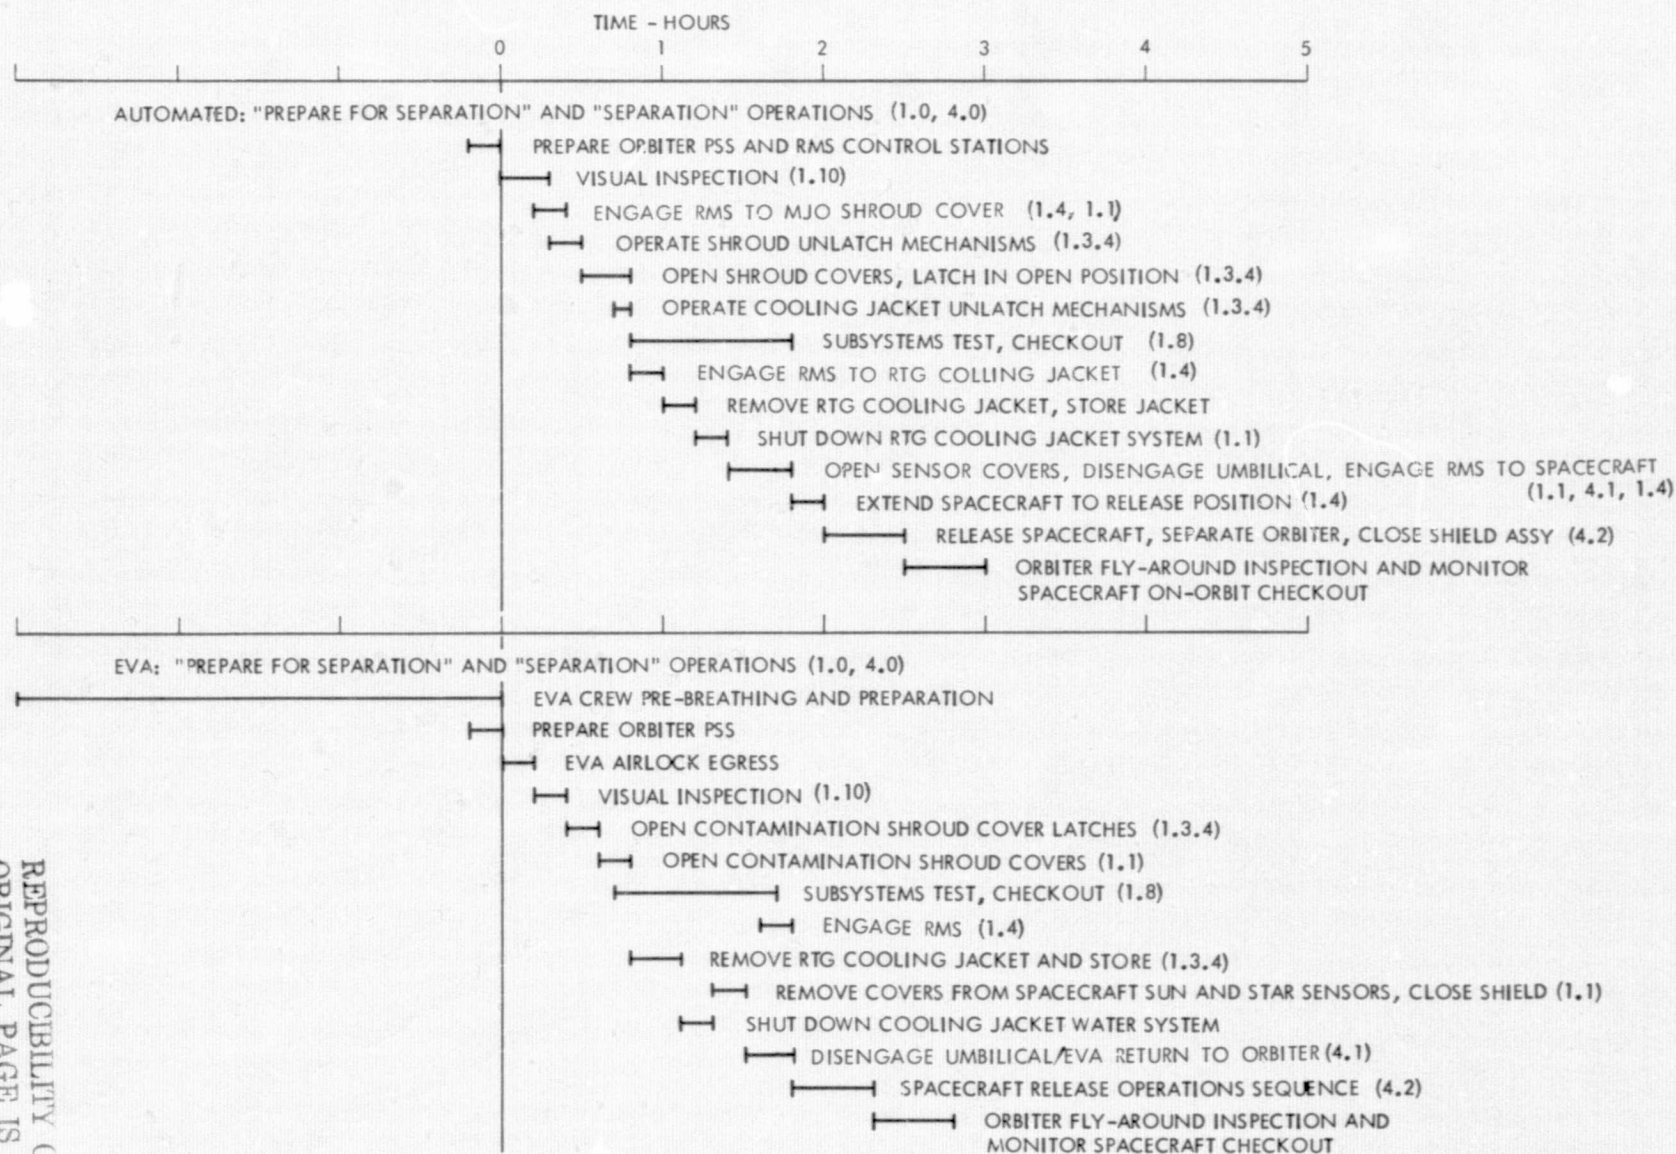 TIME - HOURS
0 1 2 3 4 5
AUTOMATED: "PREPARE FOR SEPARATION" AND "SEPARATION" OPERATIONS (1.0, 4.0)
PREPARE ORBITER PSS AND RMS CONTROL STATIONS
VISUAL INSPECTION (1.10)
ENGAGE RMS TO MJO SHROUD COVER (1.4, 1.1)
OPERATE SHROUD UNLATCH MECHANISMS (1.3.4)
OPEN SHROUD COVERS, LATCH IN OPEN POSITION (1.3.4)
OPERATE COOLING JACKET UNLATCH MECHANISMS (1.3.4)
SUBSYSTEMS TEST, CHECKOUT (1.8)
ENGAGE RMS TO RTG COLLING JACKET (1.4)
REMOVE RTG COOLING JACKET, STORE JACKET
SHUT DOWN RTG COOLING JACKET SYSTEM (1.1)
OPEN SENSOR COVERS, DISENGAGE UMBILICAL, ENGAGE RMS TO SPACECRAFT
(1.1, 4.1, 1.4)
EXTEND SPACECRAFT TO RELEASE POSITION (1.4)
RELEASE SPACECRAFT, SEPARATE ORBITER, CLOSE SHIELD ASSY (4.2)
ORBITER FLY-AROUND INSPECTION AND MONITOR
SPACECRAFT ON-ORBIT CHECKOUT
EVA: "PREPARE FOR SEPARATION" AND "SEPARATION" OPERATIONS (1.0, 4.0)
EVA CREW PRE-BREATHING AND PREPARATION
PREPARE ORBITER PSS
EVA AIRLOCK EGRESS
VISUAL INSPECTION (1.10)
OPEN CONTAMINATION SHROUD COVER LATCHES (1.3.4)
OPEN CONTAMINATION SHROUD COVERS (1.1)
SUBSYSTEMS TEST, CHECKOUT (1.8)
ENGAGE RMS (1.4)
REMOVE RTG COOLING JACKET AND STORE (1.3.4)
REMOVE COVERS FROM SPACECRAFT SUN AND STAR SENSORS, CLOSE SHIELD (1.1)
SHUT DOWN COOLING JACKET WATER SYSTEM
DISENGAGE UMBILICAL/EVA RETURN TO ORBITER (4.1)
SPACECRAFT RELEASE OPERATIONS SEQUENCE (4.2)
ORBITER FLY-AROUND INSPECTION AND
MONITOR SPACECRAFT CHECKOUT
REPRODUCIBILITY
ORIGINAL PAGE IS